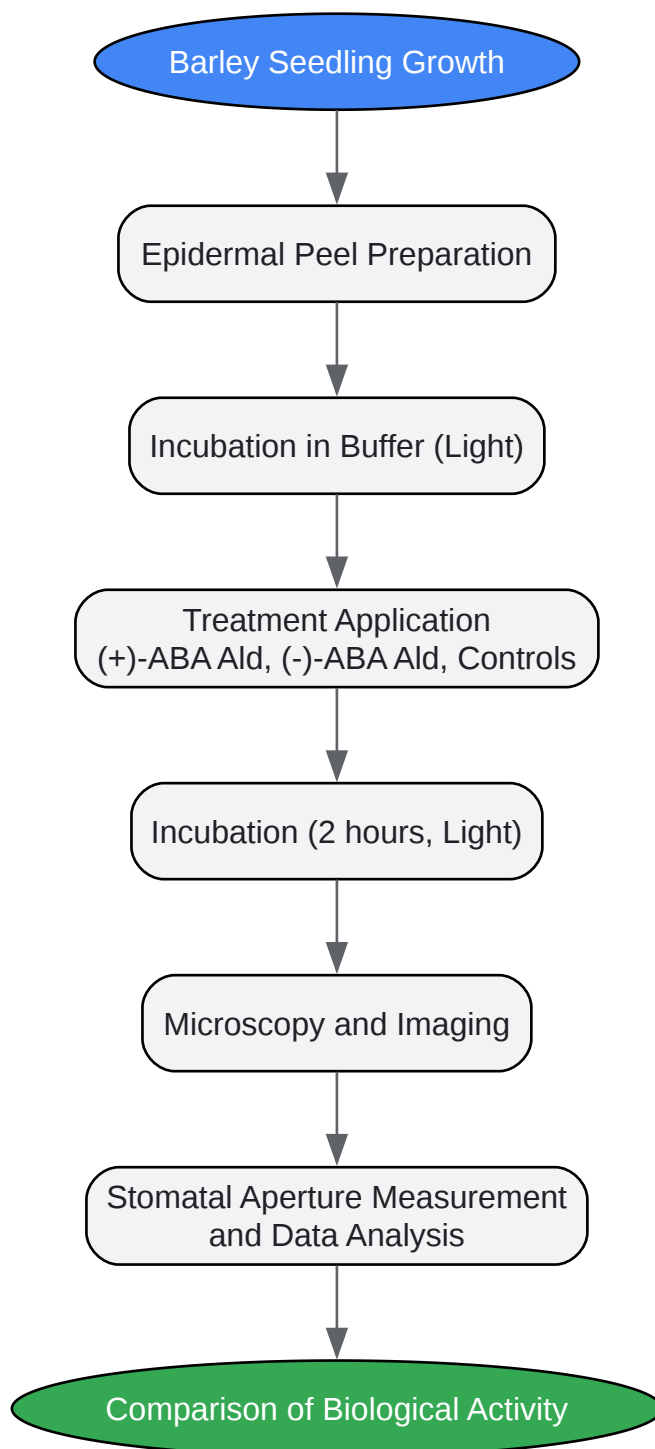 Barley Seedling Growth
Epidermal Peel Preparation
Incubation in Buffer (Light)
Treatment Application
(+)-ABA Ald, (-)-ABA Ald, Controls
Incubation (2 hours, Light)
Microscopy and Imaging
Stomatal Aperture Measurement
and Data Analysis
Comparison of Biological Activity